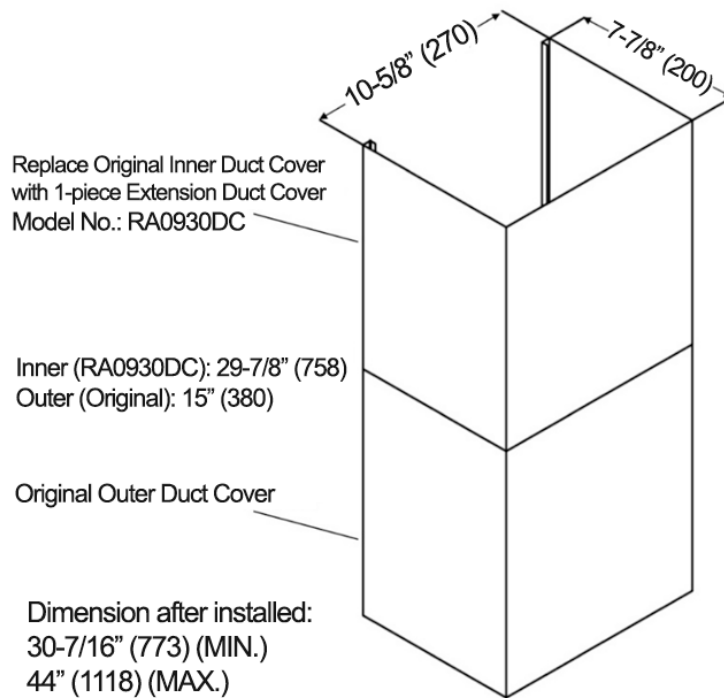 10-5/8” (270)
7-7/8” (200)
Replace Original Inner Duct Cover
with 1-piece Extension Duct Cover
Model No.: RA0930DC
Inner (RA0930DC): 29-7/8” (758)
Outer (Original): 15” (380)
Original Outer Duct Cover
Dimension after installed:
30-7/16” (773) (MIN.)
44” (1118) (MAX.)